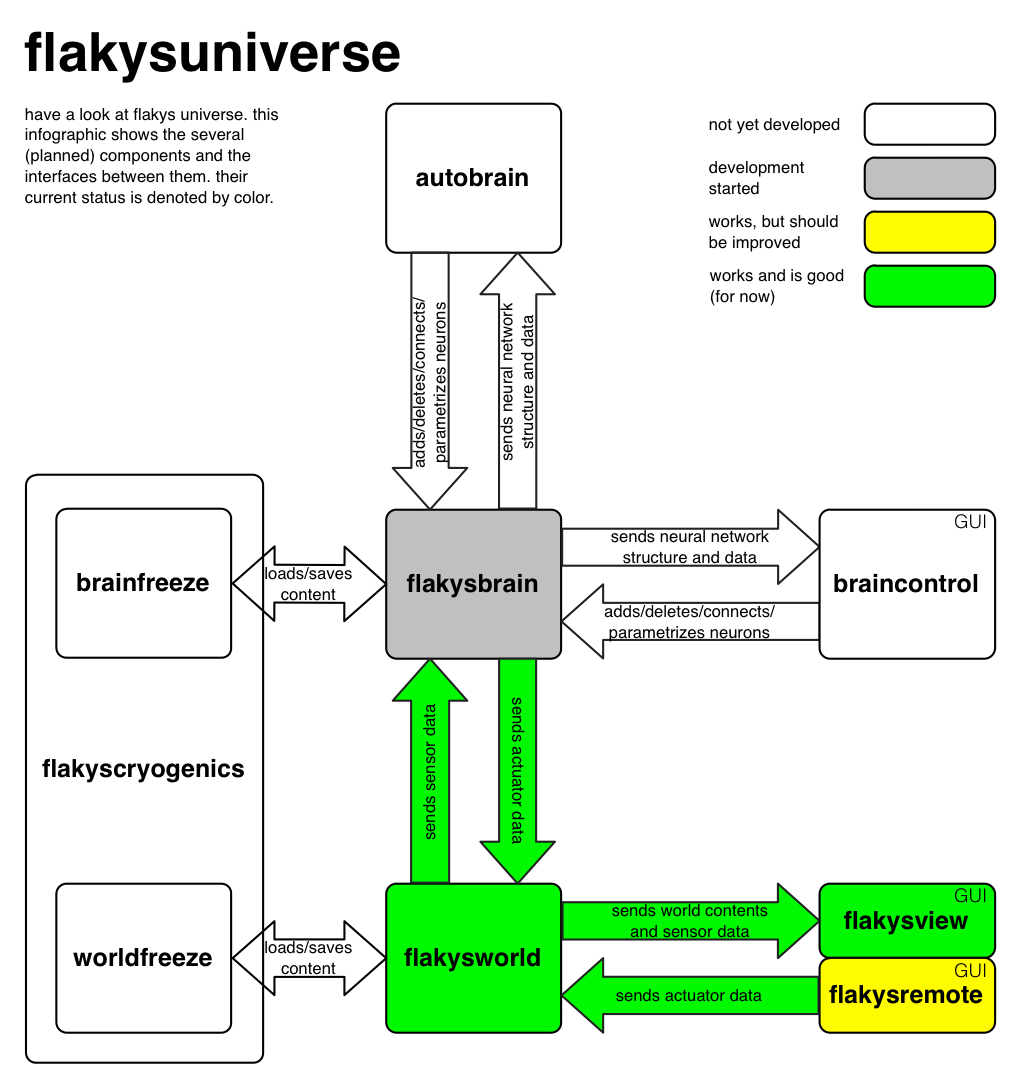 flakysuniverse
have a look at flakys universe. this
infographic shows the several
(planned) components and the
interfaces between them. their
current status is denoted by color.
not yet developed
development
started
works, but should
be improved
works and is good
(for now)
autobrain
adds/deletes/connects/
parametrizes neurons
sends neural network
structure and data
brainfreeze
loads/saves
content
flakysbrain
sends neural network
structure and data
adds/deletes/connects/
parametrizes neurons
GUI
braincontrol
flakyscryogenics
sends sensor data
sends actuator data
worldfreeze
loads/saves
content
flakysworld
sends world contents
and sensor data
sends actuator data
GUI
flakysview
GUI
flakysremote